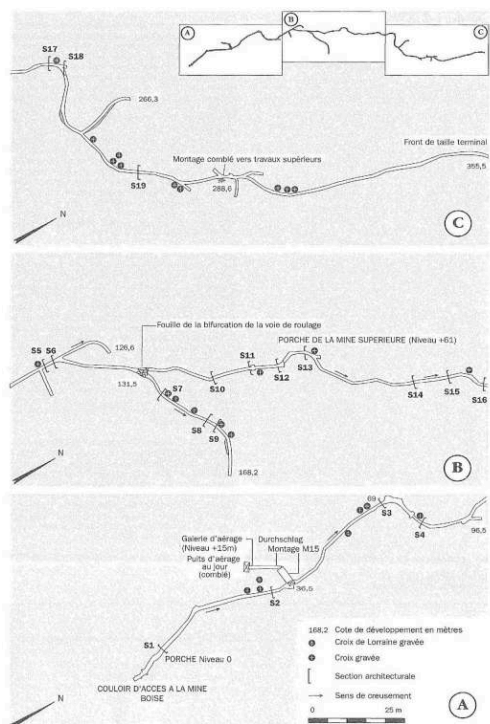 A
B
C
S17
S18
266,3
Front de taille terminal
Montage comblé vers travaux supérieurs
355,5
S19
288,6
N
C
Fouille de la bifurcation de la voie de roulage
S5 S6
126,6
S11
PORCHE DE LA MINE SUPERIEURE (Niveau +61)
S12
S13
131,5
S7
S10
S14
S15
S16
S8
S9
N
168,2
B
N
69
S3
S4
Galerie d'aérage
(Niveau +15m)
Durchschlag
Montage M15
Puits d'aérage
au jour
(comblé)
96,5
36,5
S2
S1
PORCHE Niveau 0
COULOIR D'ACCES A LA MINE
BOISE
168,2 Cote de développement en mètres
Croix de Lorraine gravée
Croix gravée
Section architecturale
Sens de creusement
0 25 m
A